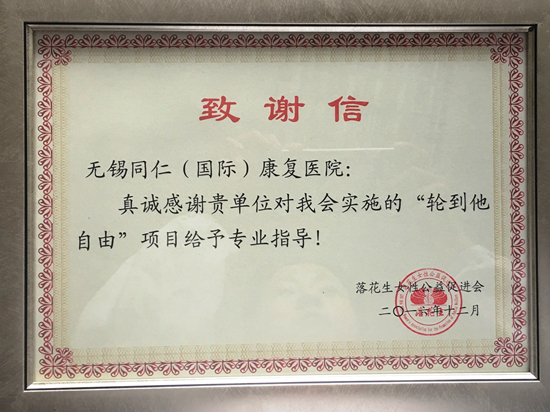 致谢信
无锡同仁（国际）康复医院：
真诚感谢贵单位对我会实施的“轮到他
自由”项目给予专业指导！
落花生女性公益促进会
二〇一六年十二月